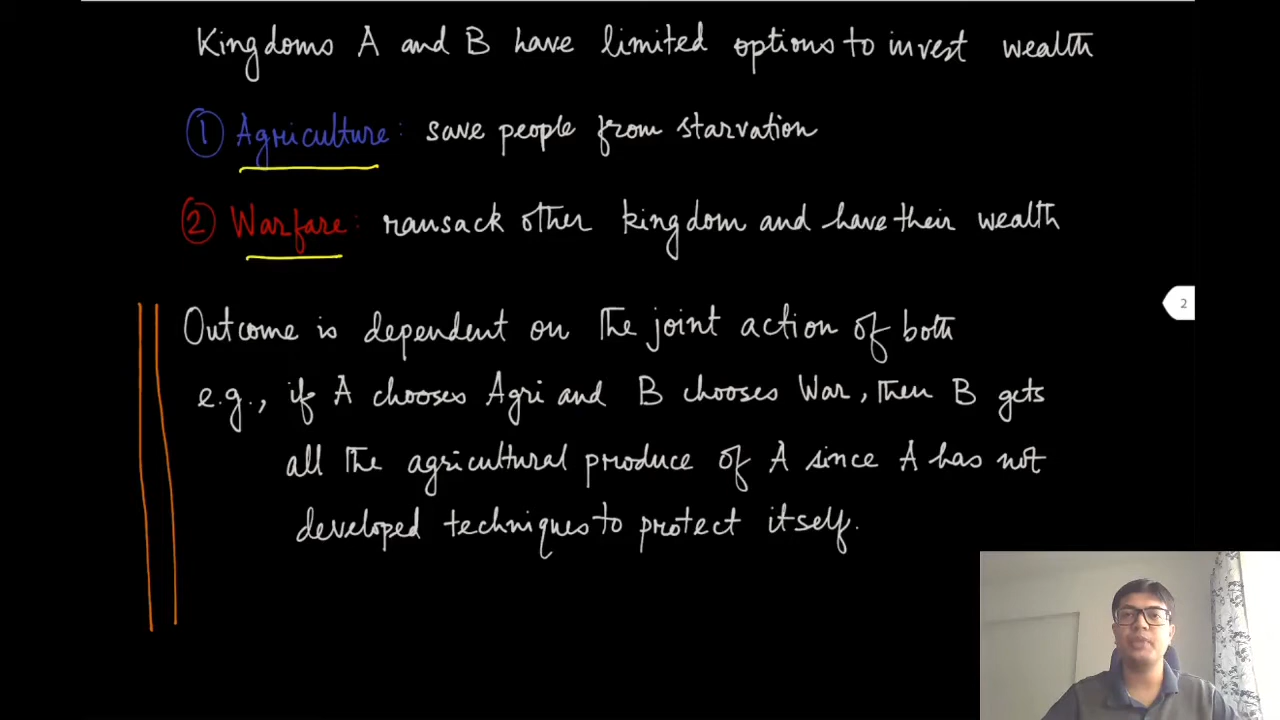 Kingdoms A and B have limited options to invest wealth
① Agriculture: save people from starvation
② Warfare: ransack other kingdom and have their wealth
2
Outcome is dependent on the joint action of both
e.g., if A chooses Agri and B chooses War, then B gets
all the agricultural produce of A since A has not
developed techniques to protect itself.